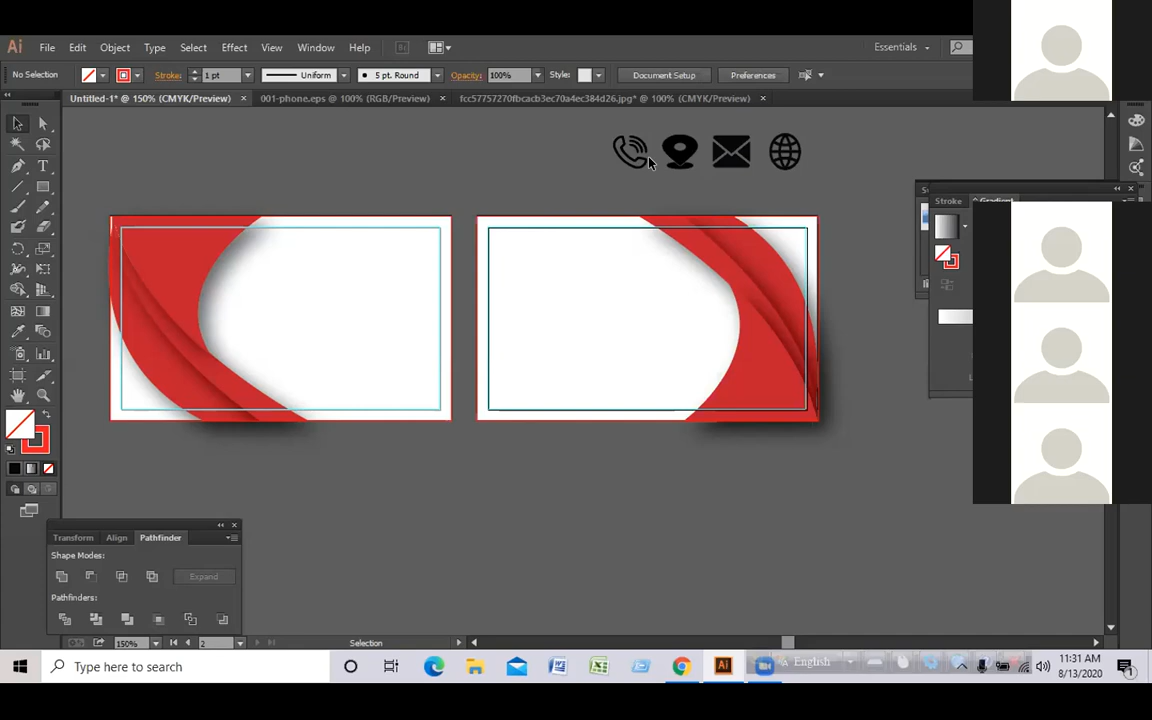 Ai File Edit Object Type Select Effect View Window Help Br Essentials
No Selection Stroke: 1 pt Uniform 5 pt. Round Opacity: 100% Style: Document Setup Preferences
Untitled-1* @ 150% (CMYK/Preview) 001-phone.eps @ 100% (RGB/Preview) fcc57757270fbcacb3ec70a4ec384d26.jpg* @ 100% (CMYK/Preview)
Stroke Gradient
Transform Align Pathfinder
Shape Modes:
Expand
Pathfinders:
150% 2 Selection
Type here to search English 11:31 AM
8/13/2020